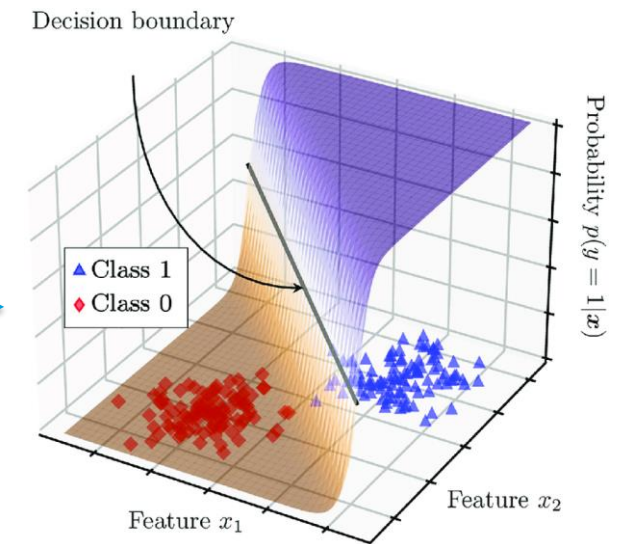 Decision boundary
Class 1
Class 0
Probability p(y = 1|x)
Feature x₁
Feature x₂